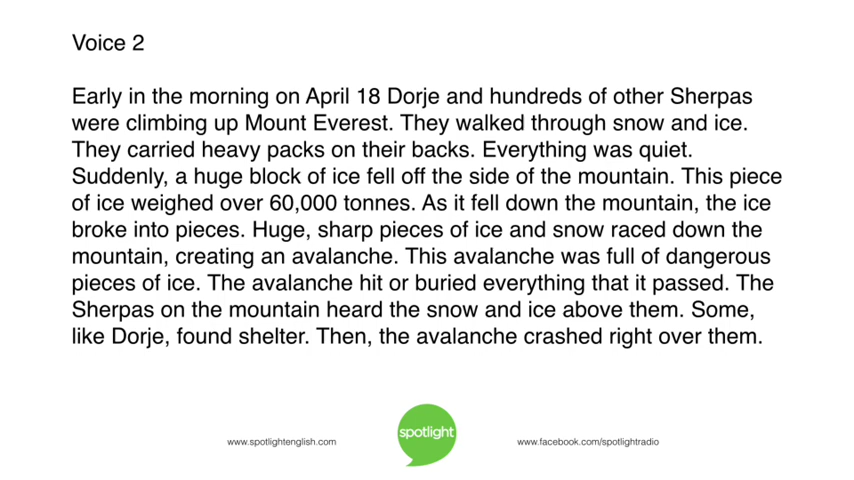 Voice 2
Early in the morning on April 18 Dorje and hundreds of other Sherpas
were climbing up Mount Everest. They walked through snow and ice.
They carried heavy packs on their backs. Everything was quiet.
Suddenly, a huge block of ice fell off the side of the mountain. This piece
of ice weighed over 60,000 tonnes. As it fell down the mountain, the ice
broke into pieces. Huge, sharp pieces of ice and snow raced down the
mountain, creating an avalanche. This avalanche was full of dangerous
pieces of ice. The avalanche hit or buried everything that it passed. The
Sherpas on the mountain heard the snow and ice above them. Some,
like Dorje, found shelter. Then, the avalanche crashed right over them.
www.spotlightenglish.com
spotlight
www.facebook.com/spotlightradio